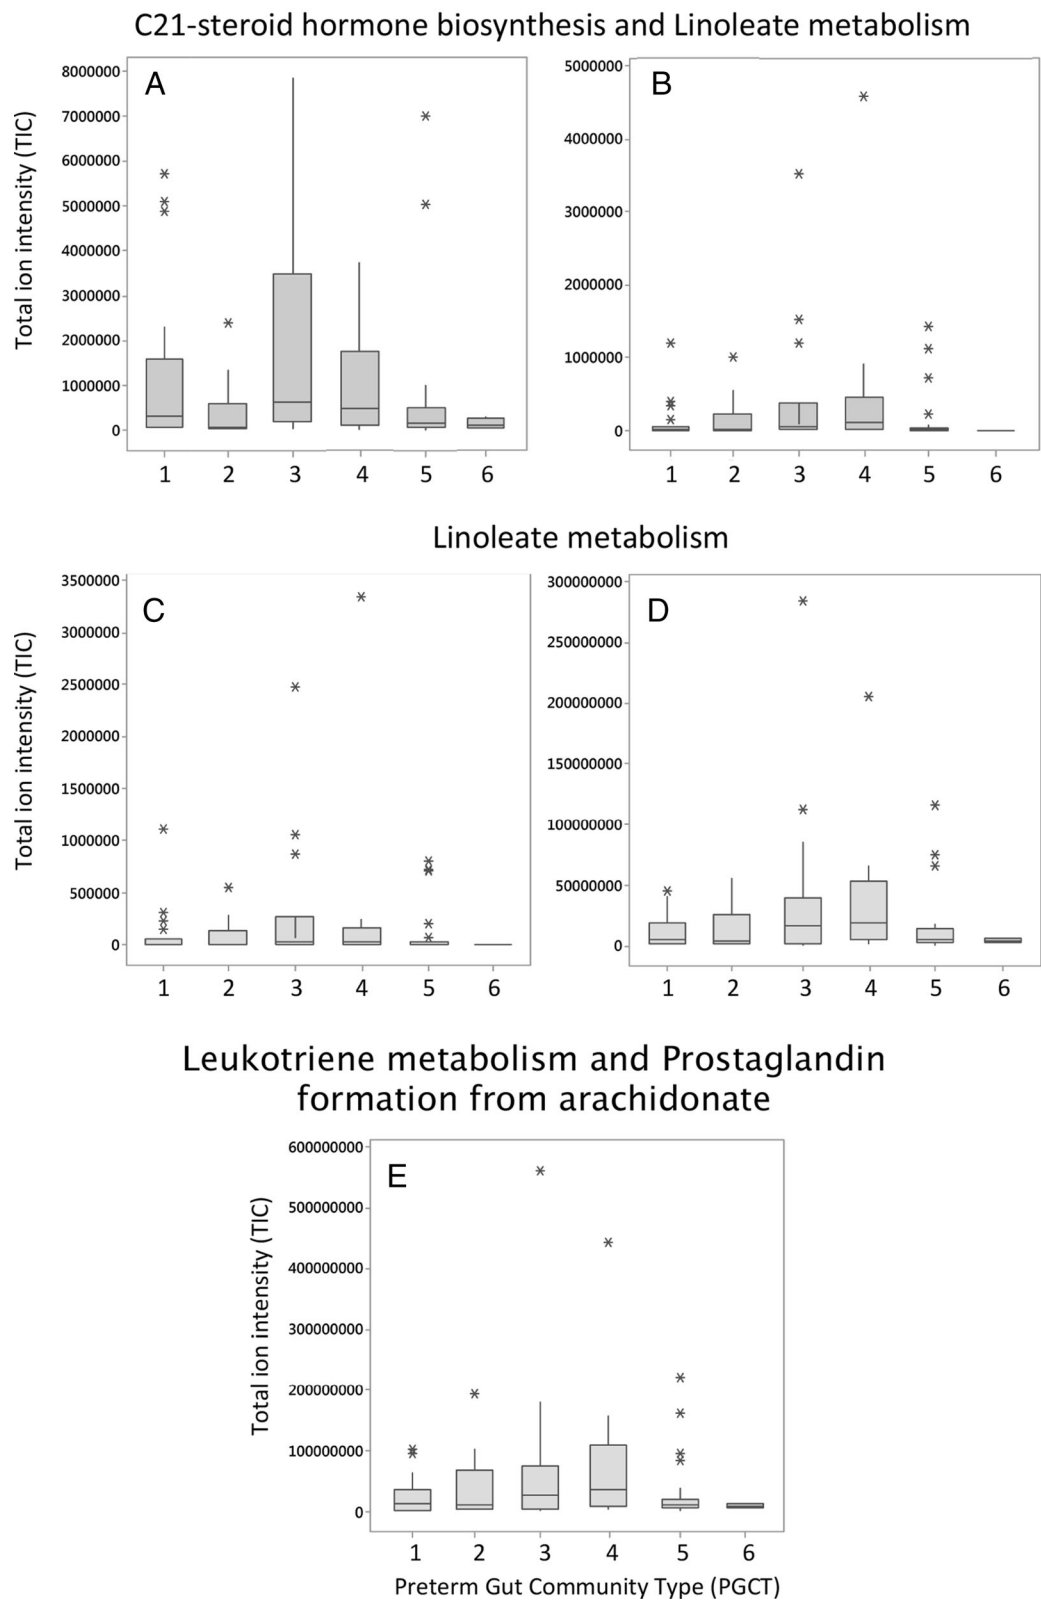 C21-steroid hormone biosynthesis and Linoleate metabolism
A
B
Total ion intensity (TIC)
8000000
7000000
6000000
5000000
4000000
3000000
2000000
1000000
0
1 2 3 4 5 6
5000000
4000000
3000000
2000000
1000000
0
1 2 3 4 5 6
Linoleate metabolism
C
D
Total ion intensity (TIC)
3500000
3000000
2500000
2000000
1500000
1000000
500000
0
1 2 3 4 5 6
300000000
250000000
200000000
150000000
100000000
50000000
0
1 2 3 4 5 6
Leukotriene metabolism and Prostaglandin
formation from arachidonate
E
Total ion intensity (TIC)
600000000
500000000
400000000
300000000
200000000
100000000
0
1 2 3 4 5 6
Preterm Gut Community Type (PGCT)